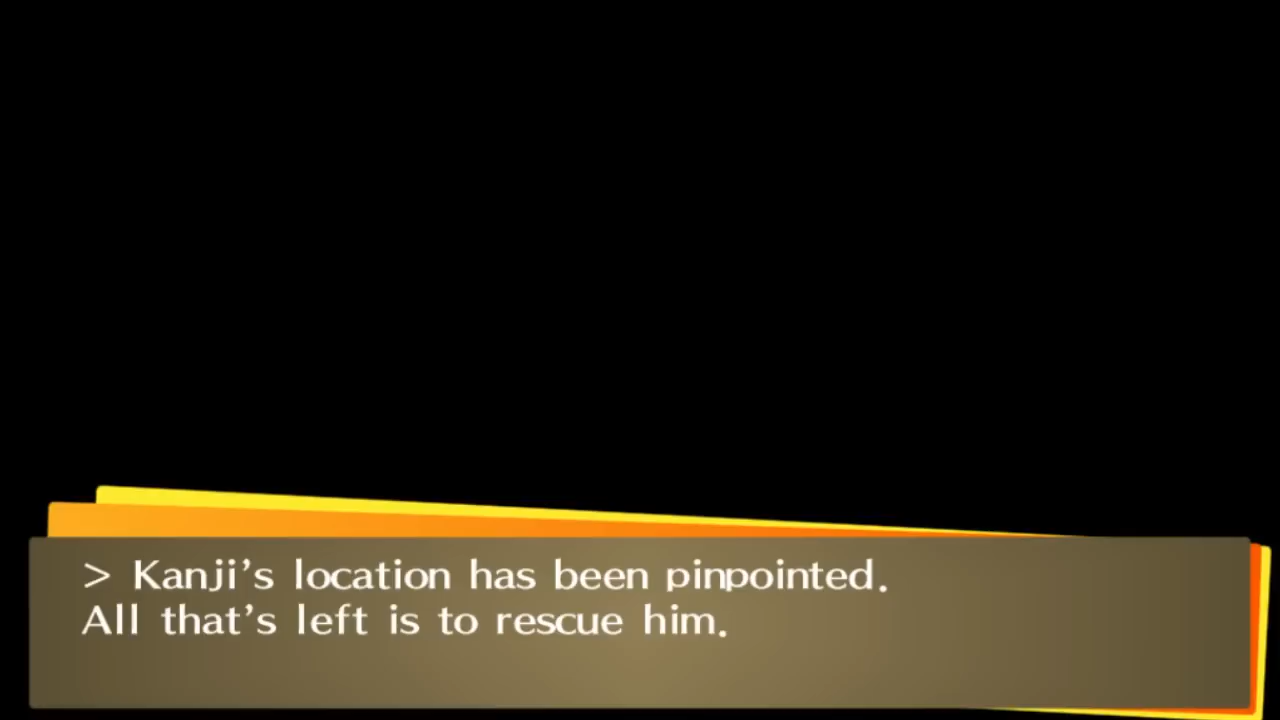 > Kanji’s location has been pinpointed.
All that’s left is to rescue him.